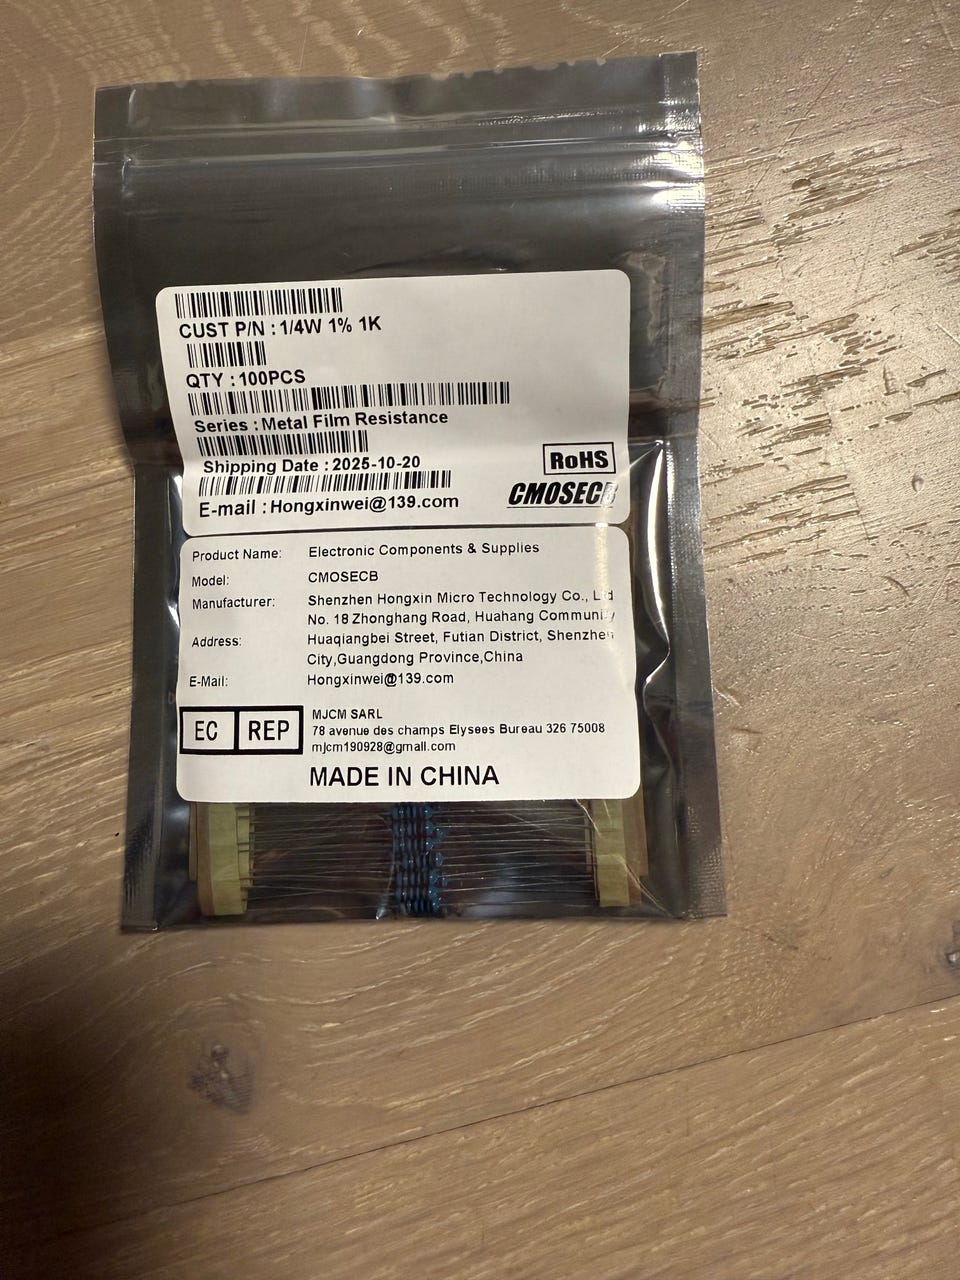 CUST P/N : 1/4W 1% 1K
QTY : 100PCS
Series : Metal Film Resistance
Shipping Date : 2025-10-20
RoHS
E-mail : Hongxinwei@139.com
CMOSECB
Product Name: Electronic Components & Supplies
Model: CMOSECB
Manufacturer: Shenzhen Hongxin Micro Technology Co., Ltd
No. 18 Zhonghang Road, Huahang Community
Address: Huaqiangbei Street, Futian District, Shenzhen
City,Guangdong Province,China
E-Mail: Hongxinwei@139.com
EC REP
MJCM SARL
78 avenue des champs Elysees Bureau 326 75008
mjcm190928@gmail.com
MADE IN CHINA